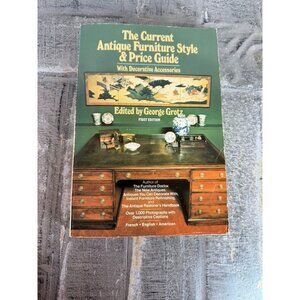 The Current
Antique Furniture Style
& Price Guide
With Decorative Accessories
Edited by George Grotz
FIRST EDITION
Author of
The Furniture Doctor,
The New Antiques,
Antiques You Can Decorate With,
Instant Furniture Refinishing,
and
The Antique Restorer's Handbook
Over 1,000 Photographs with
Descriptive Captions
French • English • American